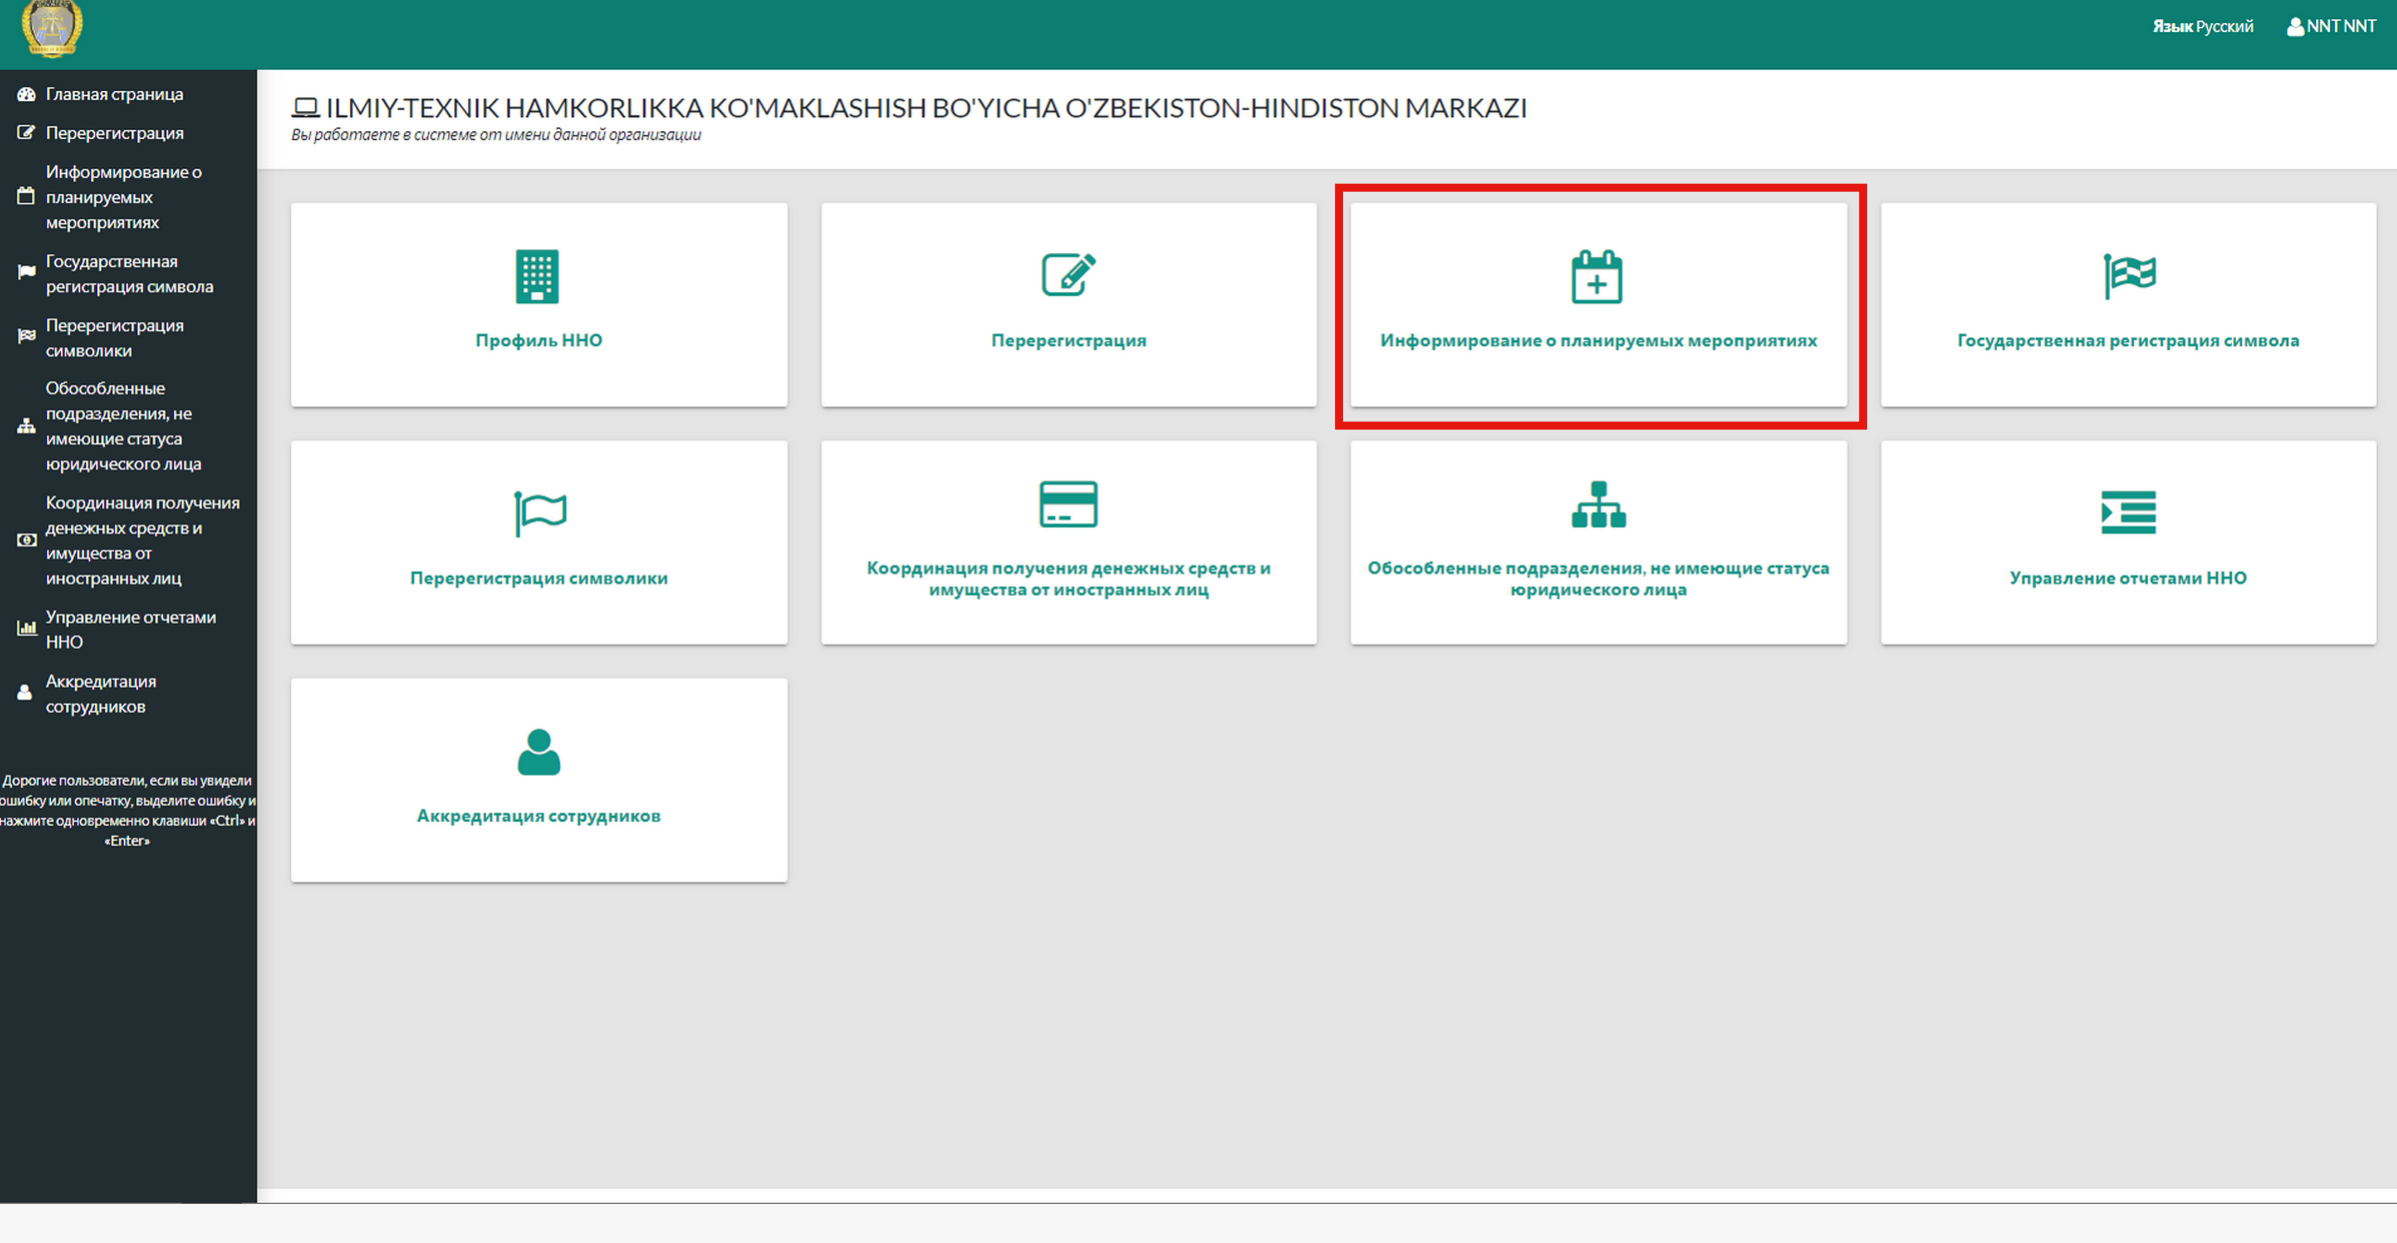 Язык Русский
NNT NNT
Главная страница
Перерегистрация
Информирование о
планируемых
мероприятиях
Государственная
регистрация символа
Перерегистрация
символики
Обособленные
подразделения, не
имеющие статуса
юридического лица
Координация получения
денежных средств и
имущества от
иностранных лиц
Управление отчетами
ННО
Аккредитация
сотрудников
Дорогие пользователи, если вы увидели
ошибку или опечатку, выделите ошибку и
нажмите одновременно клавиши «Ctrl» и
«Enter»
ILMIY-TEXNIK HAMKORLIKKA KO'MAKLASHISH BO'YICHA O'ZBEKISTON-HINDISTON MARKAZI
Вы работаете в системе от имени данной организации
Профиль ННО
Перерегистрация
Информирование о планируемых мероприятиях
Государственная регистрация символа
Перерегистрация символики
Координация получения денежных средств и
имущества от иностранных лиц
Обособленные подразделения, не имеющие статуса
юридического лица
Управление отчетами ННО
Аккредитация сотрудников